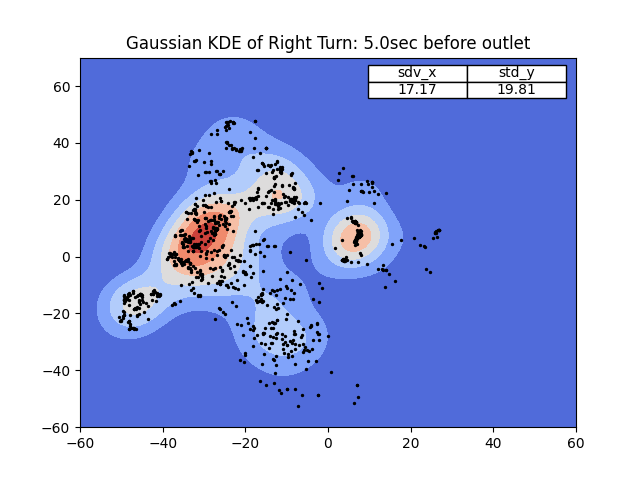 Gaussian KDE of Right Turn: 5.0sec before outlet
sdv_x std_y
17.17 19.81
60
40
20
0
−20
−40
−60
−60 −40 −20 0 20 40 60